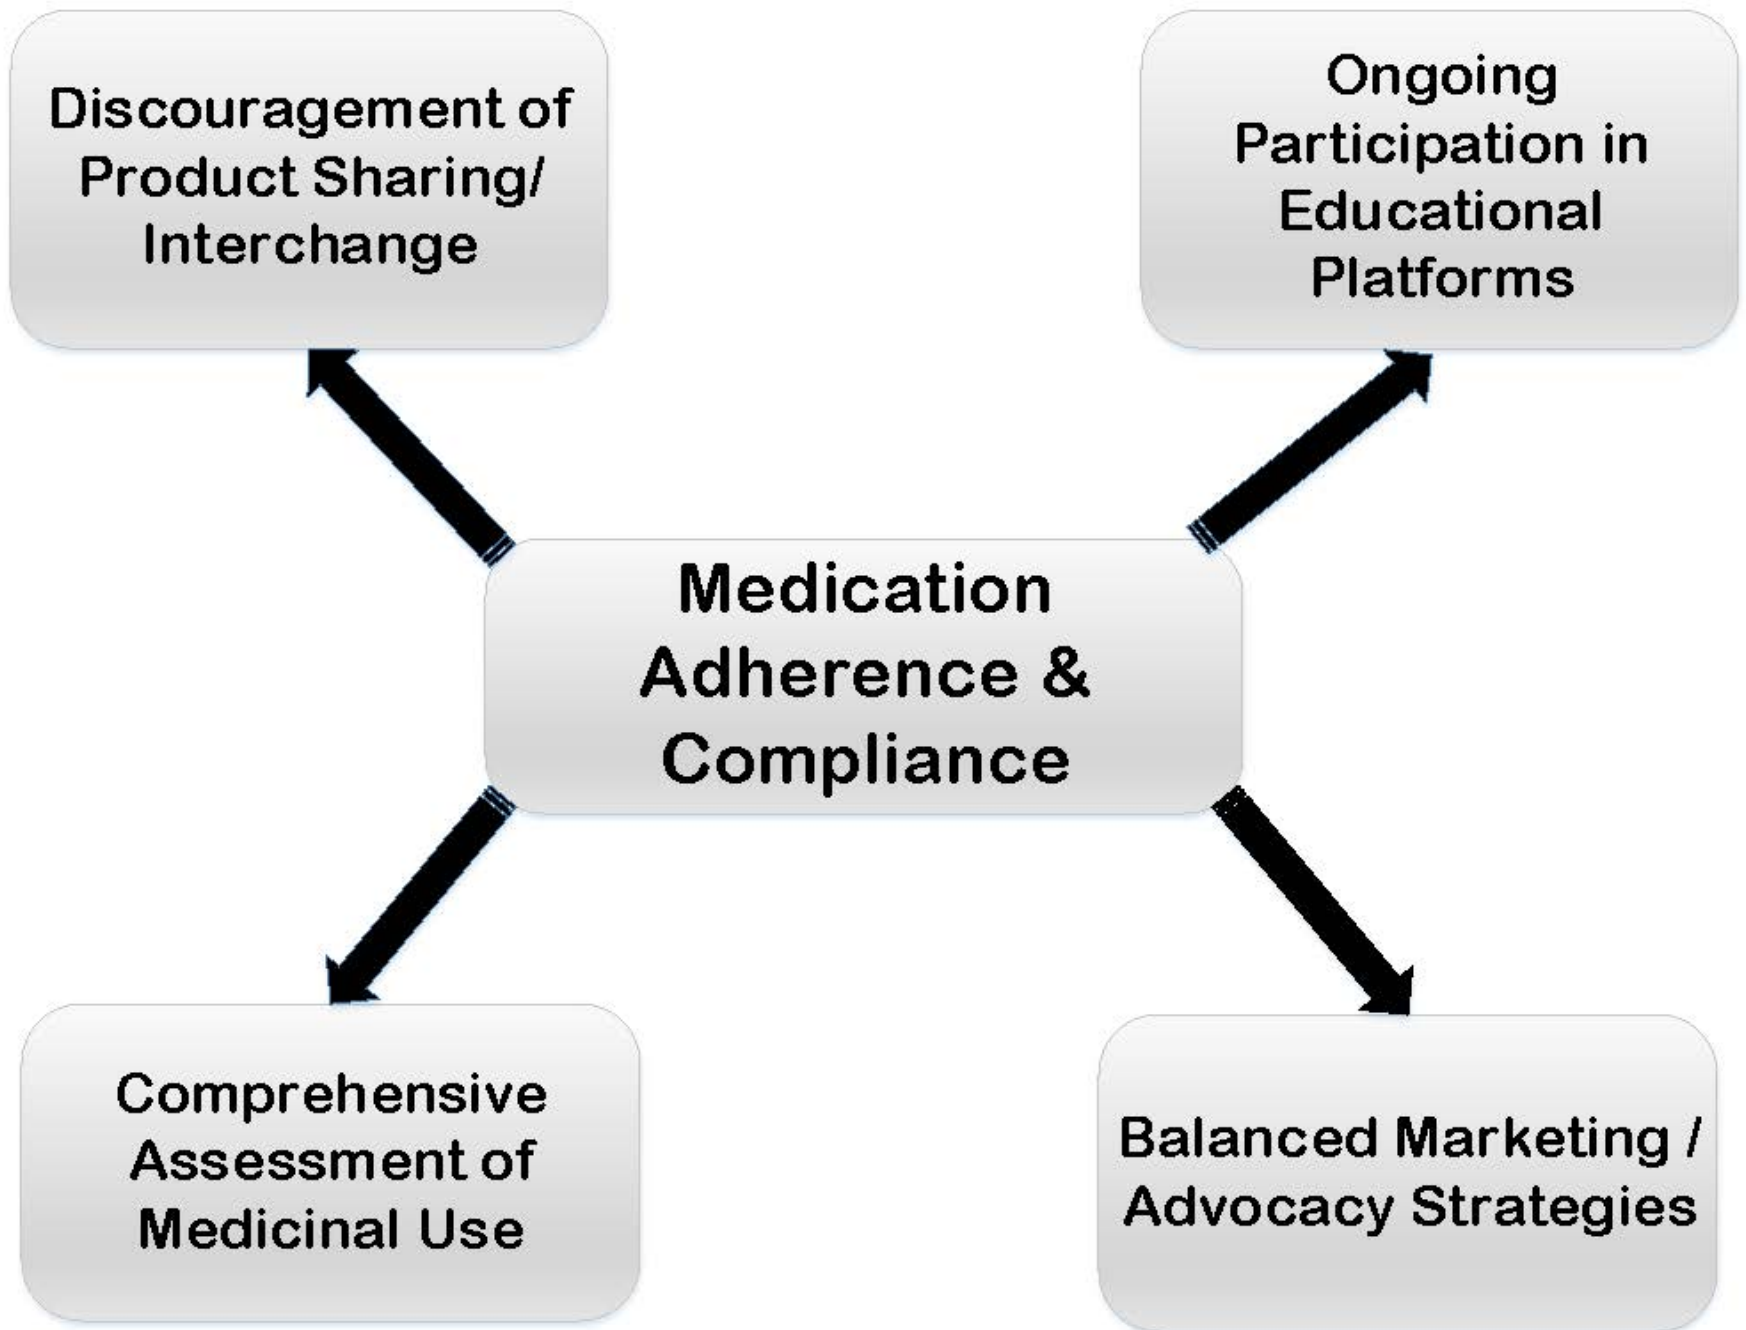 Discouragement of
Product Sharing/
Interchange
Ongoing
Participation in
Educational
Platforms
Medication
Adherence &
Compliance
Comprehensive
Assessment of
Medicinal Use
Balanced Marketing /
Advocacy Strategies